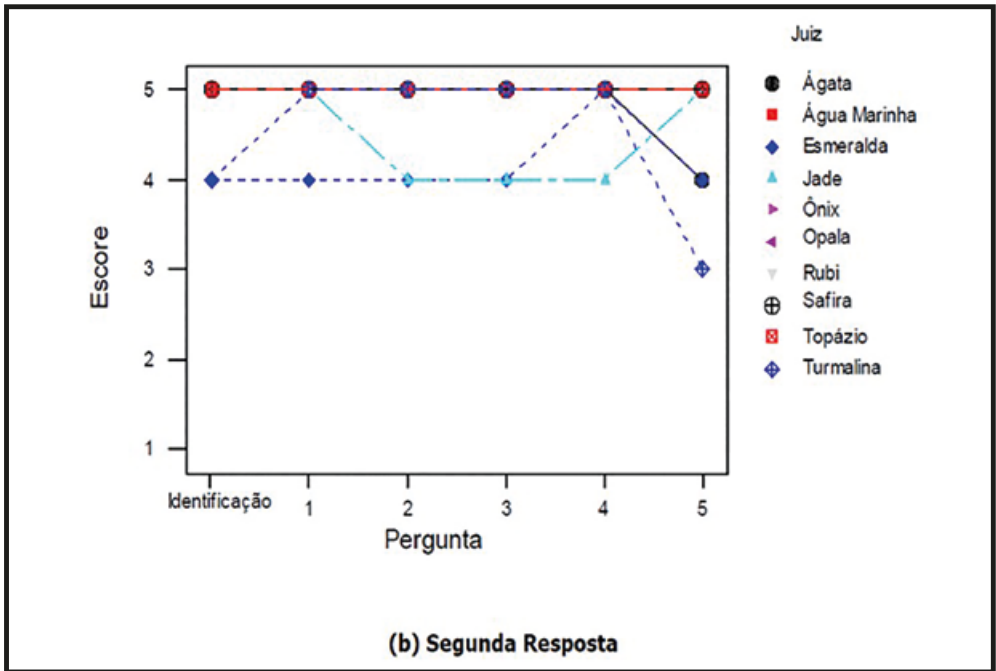 Juiz
Ágata
Água Marinha
Esmeralda
Jade
Ônix
Opala
Rubi
Safira
Topázio
Turmalina
Escore
5
4
3
2
1
Identificação 1 2 3 4 5
Pergunta
(b) Segunda Resposta